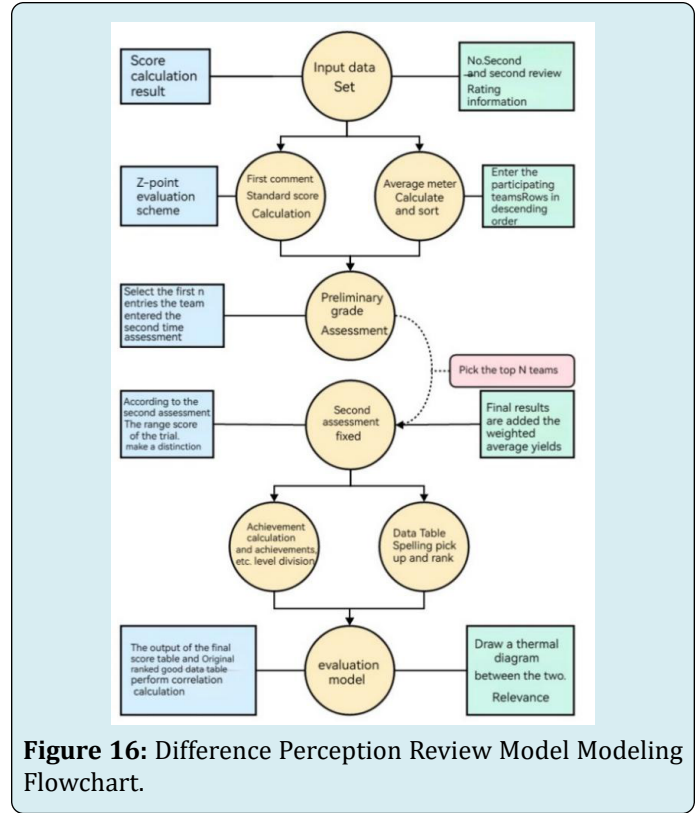 Score
calculation
result
Input data
Set
No.Second
and second review
Rating
information
Z-point
evaluation
scheme
First comment
Standard score
Calculation
Average meter
Calculate
and sort
Enter the
participating
teamsRows in
descending
order
Select the first n
entries the team
entered the
second time
assessment
Preliminary
grade
Assessment
Pick the top N teams
According to the
second assessment
The range score
of the trial.
make a distinction
Second
assessment
fixed
Final results
are added the
weighted
average yields
Achievement
calculation
and achievements,
etc. level division
Data Table
Spelling pick
up and rank
The output of the final
score table and Original
ranked good data table
perform correlation
calculation
evaluation
model
Draw a thermal
diagram
between the two.
Relevance
Figure 16: Difference Perception Review Model Modeling
Flowchart.